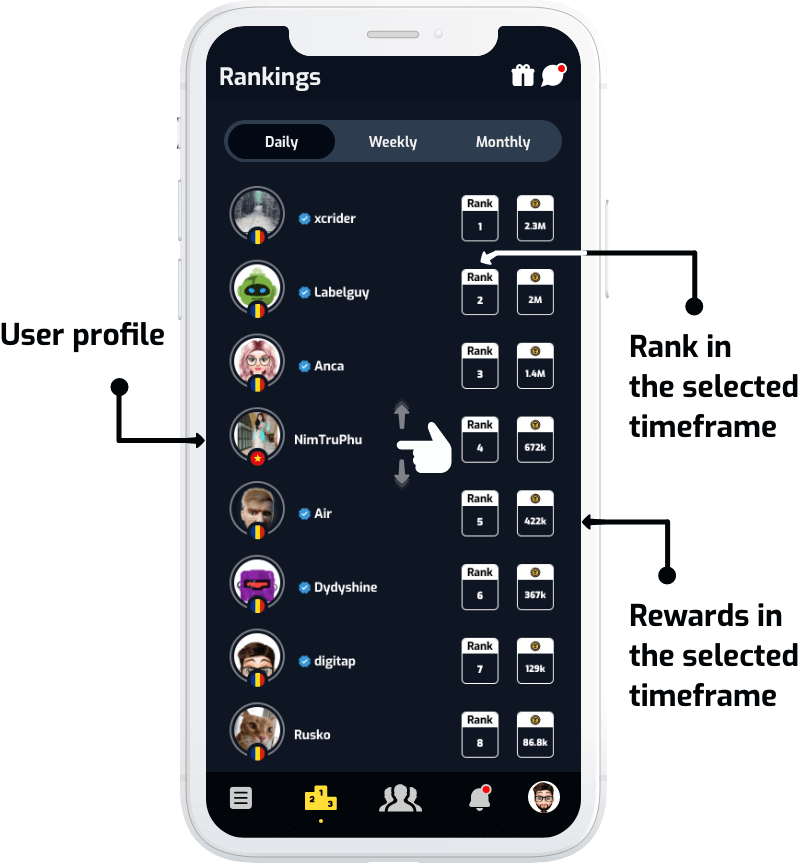 Rankings
Daily
Weekly
Monthly
xcrider
Rank
1
2.3M
Labelguy
Rank
2
2M
Anca
Rank
3
1.4M
NimTruPhu
Rank
4
672k
Air
Rank
5
422k
Dydyshine
Rank
6
367k
digitap
Rank
7
129k
Rusko
Rank
8
86.8k
2 1 3
User profile
Rank in
the selected
timeframe
Rewards in
the selected
timeframe